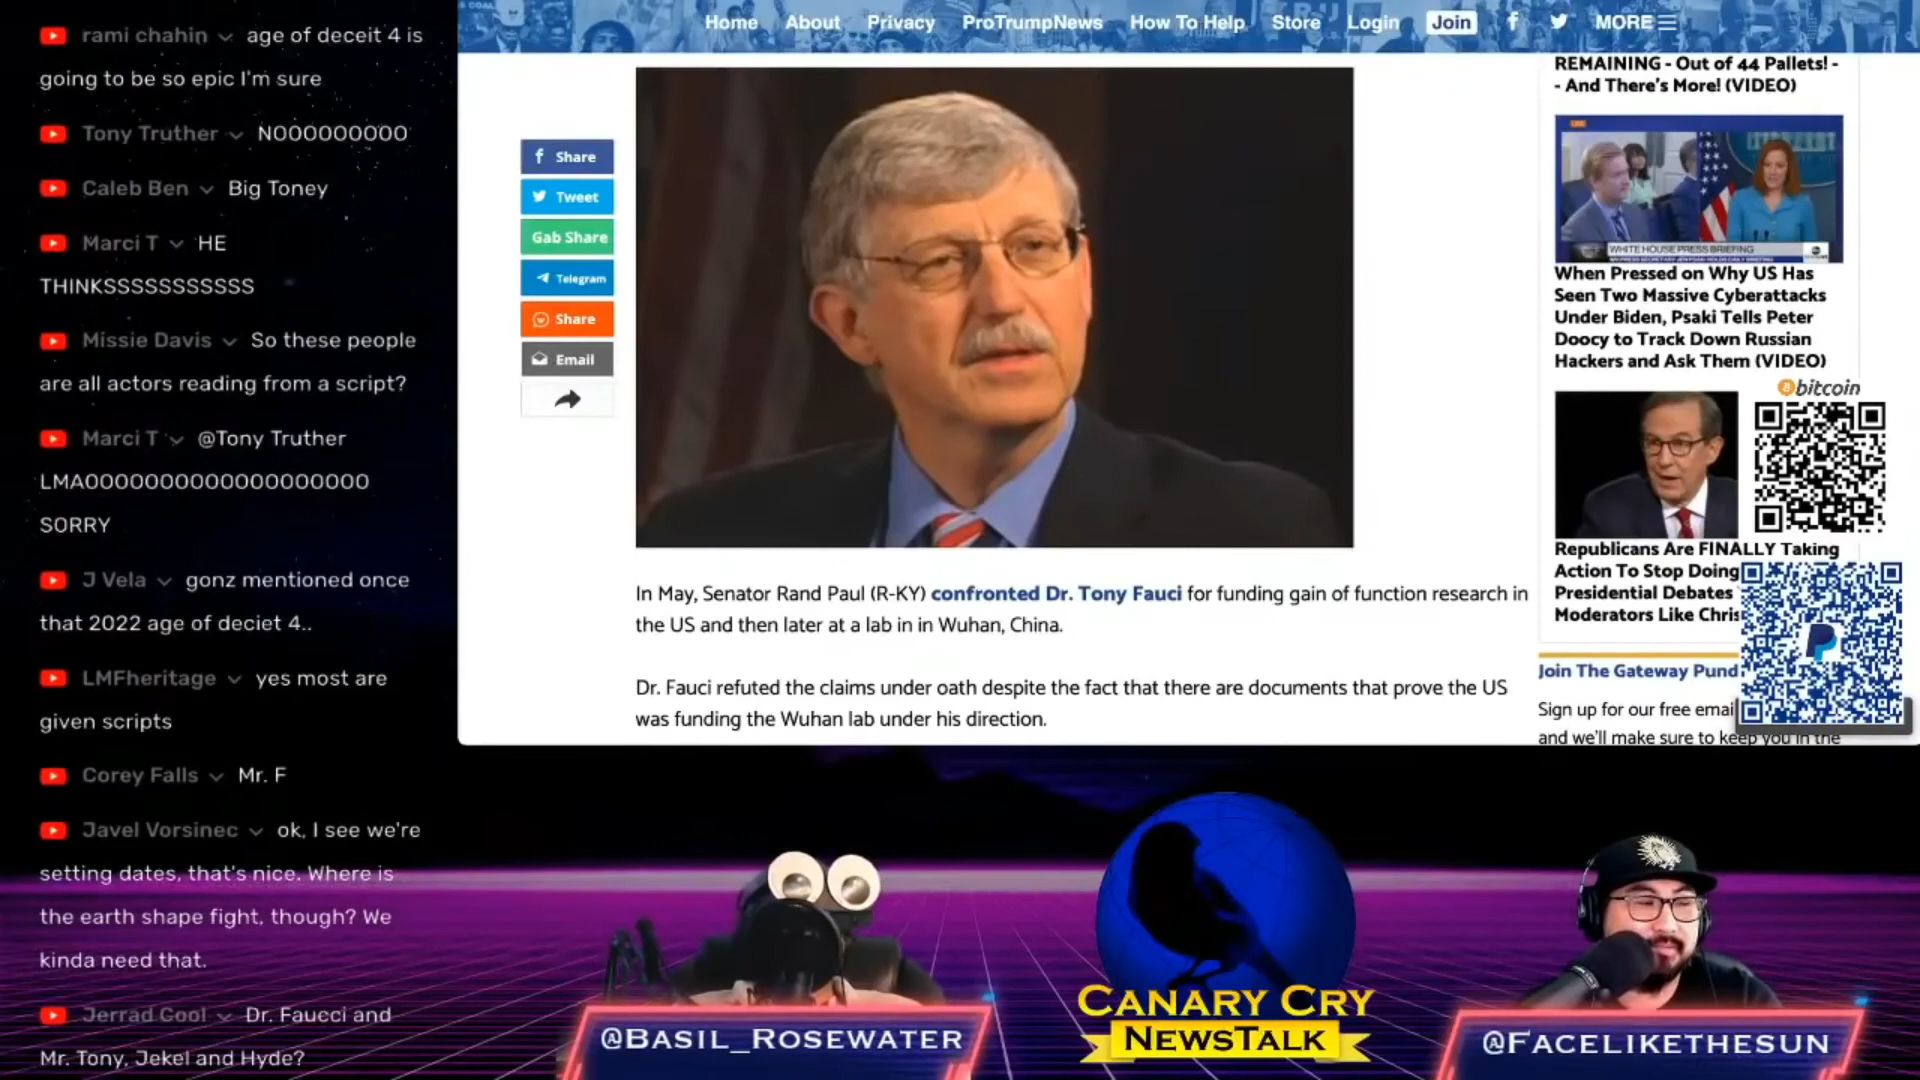 rami chahin age of deceit 4 is
going to be so epic I'm sure
Tony Truther NOOOOOOOOO
Caleb Ben Big Toney
Marci T HE
THINKSSSSSSSSSSS
Missie Davis So these people
are all actors reading from a script?
Marci T @Tony Truther
LMAOOOOOOOOOOOOOOOOOOO
SORRY
J Vela gonz mentioned once
that 2022 age of deciet 4..
LMFheritage yes most are
given scripts
Corey Falls Mr. F
Javel Vorsinec ok, I see we're
setting dates, that's nice. Where is
the earth shape fight, though? We
kinda need that.
Jerrad Cool Dr. Faucci and
Mr. Tony, Jekel and Hyde?
Home About Privacy ProTrumpNews How To Help Store Login Join MORE
Share
Tweet
Gab Share
Telegram
Share
Email
In May, Senator Rand Paul (R-KY) confronted Dr. Tony Fauci for funding gain of function research in
the US and then later at a lab in in Wuhan, China.
Dr. Fauci refuted the claims under oath despite the fact that there are documents that prove the US
was funding the Wuhan lab under his direction.
REMAINING - Out of 44 Pallets! -
- And There's More! (VIDEO)
WHITE HOUSE PRESS BRIEFING
When Pressed on Why US Has
Seen Two Massive Cyberattacks
Under Biden, Psaki Tells Peter
Doocy to Track Down Russian
Hackers and Ask Them (VIDEO)
bitcoin
Republicans Are FINALLY Taking
Action To Stop Doing
Presidential Debates
Moderators Like Chris
Join The Gateway Pund
Sign up for our free emai
and we'll make sure to keep you in the
@BASIL_ROSEWATER
CANARY CRY
NEWSTALK
@FACELIKETHESUN